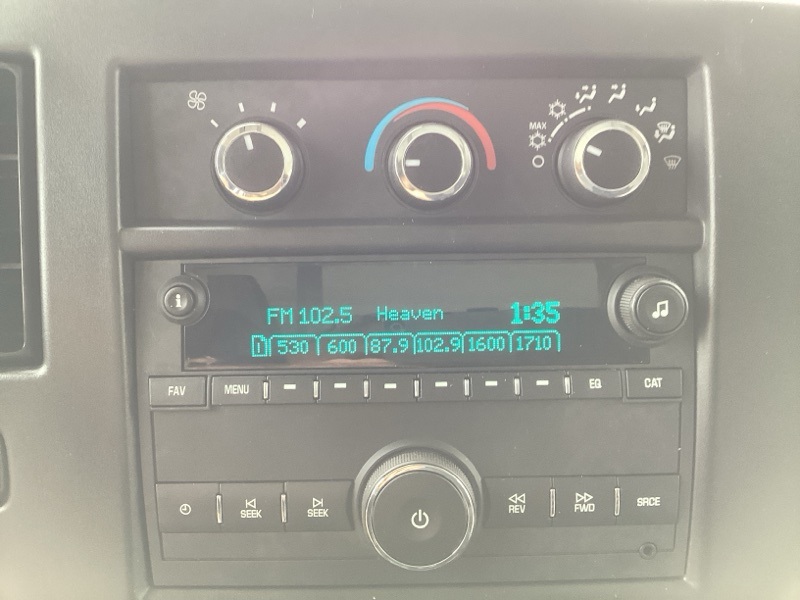 MAX
FM 102.5 Heaven 1:35
1 530 600 87.9 102.9 1600 1710
FAV MENU EQ CAT
SEEK SEEK REV FWD SRCE